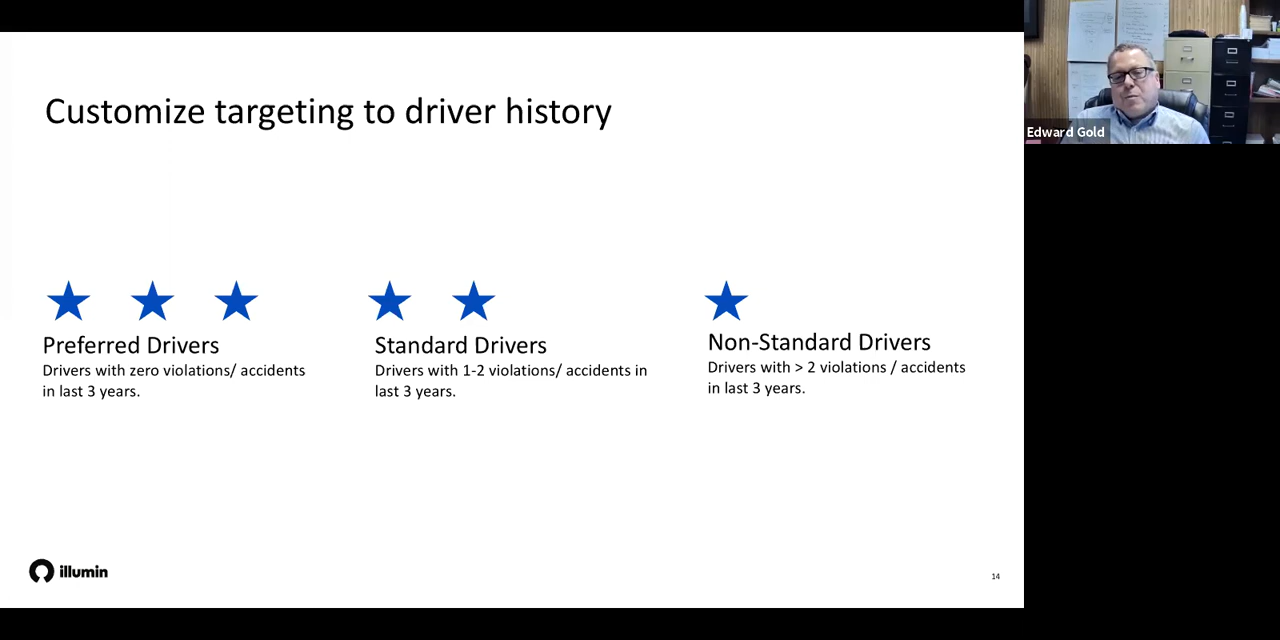 Customize targeting to driver history
Preferred Drivers
Drivers with zero violations/ accidents
in last 3 years.
Standard Drivers
Drivers with 1-2 violations/ accidents in
last 3 years.
Non-Standard Drivers
Drivers with > 2 violations / accidents
in last 3 years.
illumin
14
Edward Gold